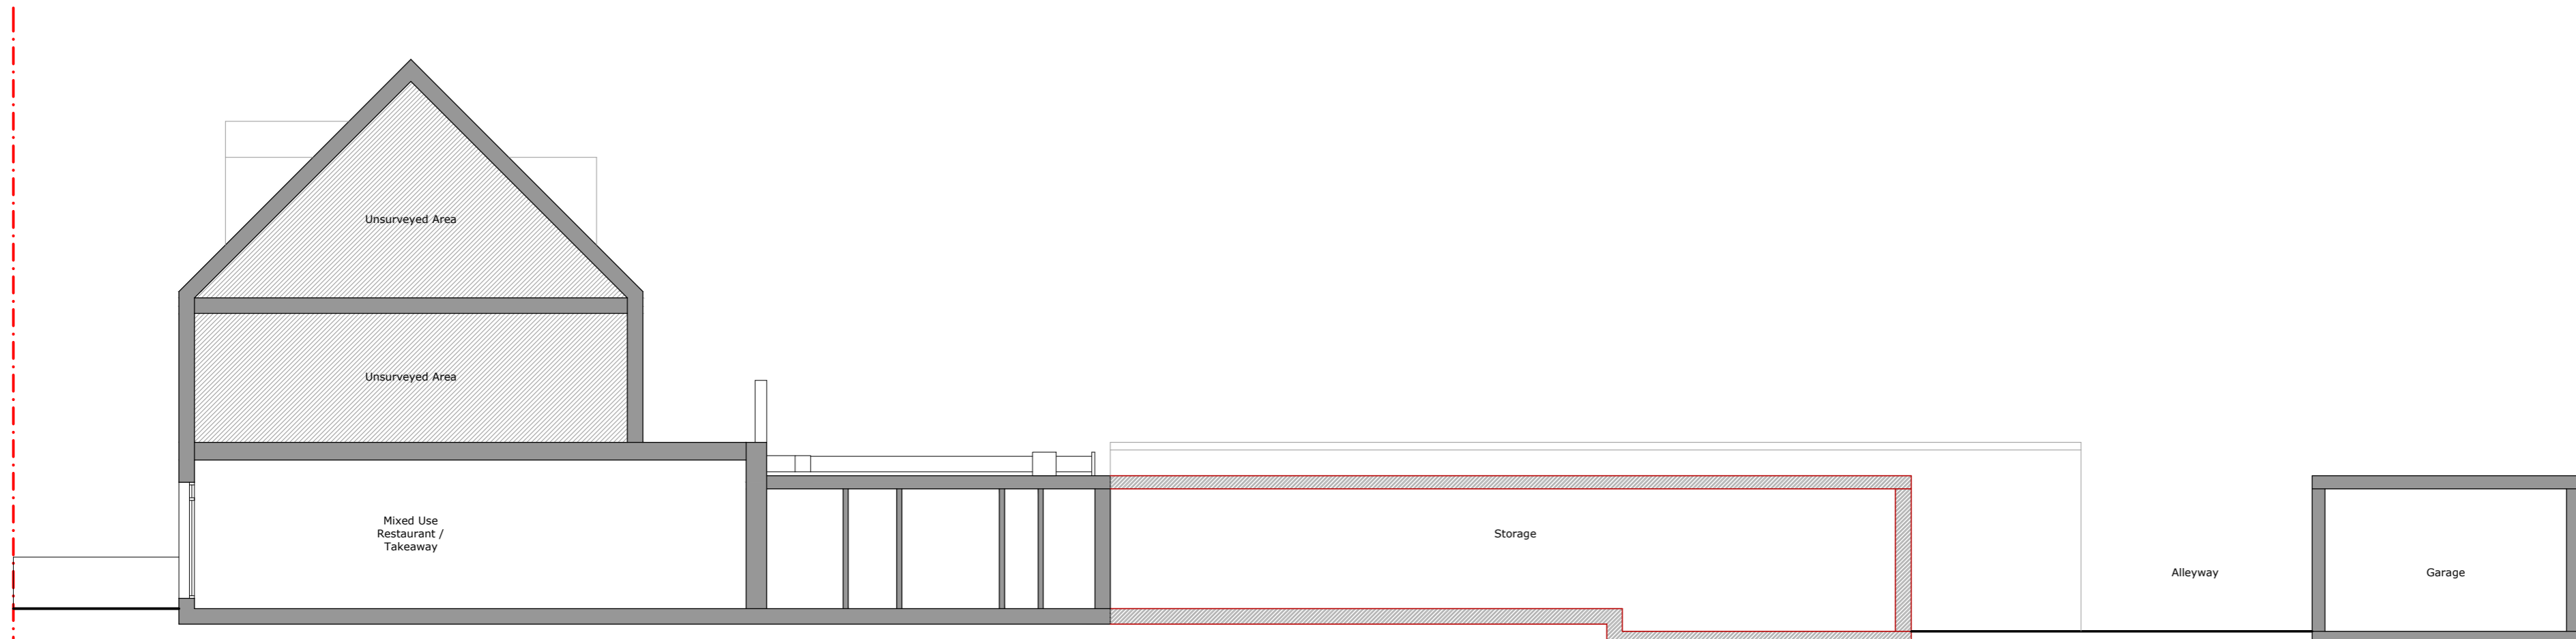 Unsurveyed Area
Unsurveyed Area
Mixed Use
Restaurant /
Takeaway
Storage
Alleyway
Garage